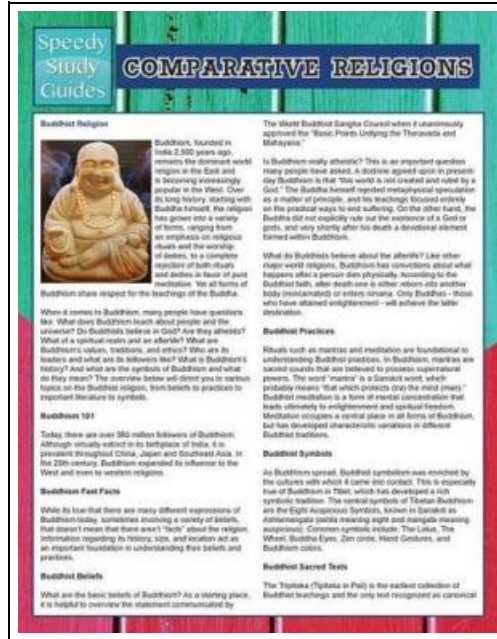 Speedy
Study
Guides
COMPARATIVE RELIGIONS
Buddhist Religion
Buddhism, founded in
India 2,500 years ago,
remains the dominant world
religion in the East and
is becoming increasingly
popular in the West. Over
its long history, starting with
Buddha himself, the religion
has grown into a variety
of forms, ranging from
an emphasis on religious
rituals and the worship
of deities, to a complete
rejection of both rituals
and deities in favor of pure
meditation. Yet all forms of
Buddhism share respect for the teachings of the Buddha.
When it comes to Buddhism, many people have questions
like: What does Buddhism teach about people and the
universe? Do Buddhists believe in God? Are they atheists?
What of a spiritual realm and an afterlife? What are
Buddhism's values, traditions, and ethics? Who are its
leaders and what are its followers like? What is Buddhism's
history? And what are the symbols of Buddhism and what
do they mean? The overview below will direct you to various
topics on the Buddhist religion, from beliefs to practices to
important literature to symbols.
Buddhism 101
Today, there are over 360 million followers of Buddhism.
Although virtually extinct in its birthplace of India, it is
prevalent throughout China, Japan and Southeast Asia. In
the 20th century, Buddhism expanded its influence to the
West and even to western religions.
Buddhism Fast Facts
While its true that there are many different expressions of
Buddhism today, sometimes involving a variety of beliefs,
that doesn't mean that there aren't "facts" about the religion.
Information regarding its history, size, and location act as
an important foundation in understanding their beliefs and
practices.
Buddhist Beliefs
What are the basic beliefs of Buddhism? As a starting place,
it is helpful to overview the statement communicated by
The World Buddhist Sangha Council when it unanimously
approved the "Basic Points Unifying the Theravada and
Mahayana."
Is Buddhism really atheistic? This is an important question
many people have asked. A doctrine agreed upon in present-
day Buddhism is that "this world is not created and ruled by a
God." The Buddha himself rejected metaphysical speculation
as a matter of principle, and his teachings focused entirely
on the practical ways to end suffering. On the other hand, the
Buddha did not explicitly rule out the existence of a God or
gods, and very shortly after his death a devotional element
formed within Buddhism.
What do Buddhists believe about the afterlife? Like other
major world religions, Buddhism has convictions about what
happens after a person dies physically. According to the
Buddhist faith, after death one is either reborn into another
body (reincarnated) or enters nirvana. Only Buddhas - those
who have attained enlightenment - will achieve the latter
destination.
Buddhist Practices
Rituals such as mantras and meditation are foundational to
understanding Buddhist practices. In Buddhism, mantras are
sacred sounds that are believed to possess supernatural
powers. The word "mantra" is a Sanskrit word, which
probably means "that which protects (tra) the mind (man)."
Buddhist meditation is a form of mental concentration that
leads ultimately to enlightenment and spiritual freedom.
Meditation occupies a central place in all forms of Buddhism,
but has developed characteristic variations in different
Buddhist traditions.
Buddhist Symbols
As Buddhism spread, Buddhist symbolism was enriched by
the cultures with which it came into contact. This is especially
true of Buddhism in Tibet, which has developed a rich
symbolic tradition. The central symbols of Tibetan Buddhism
are the Eight Auspicious Symbols, known in Sanskrit as
Ashtamangala (ashta meaning eight and mangala meaning
auspicious). Common symbols include: The Lotus, The
Wheel, Buddha Eyes, Zen circle, Hand Gestures, and
Buddhism colors.
Buddhist Sacred Texts
The Tripitaka (Tipitaka in Pali) is the earliest collection of
Buddhist teachings and the only text recognized as canonical